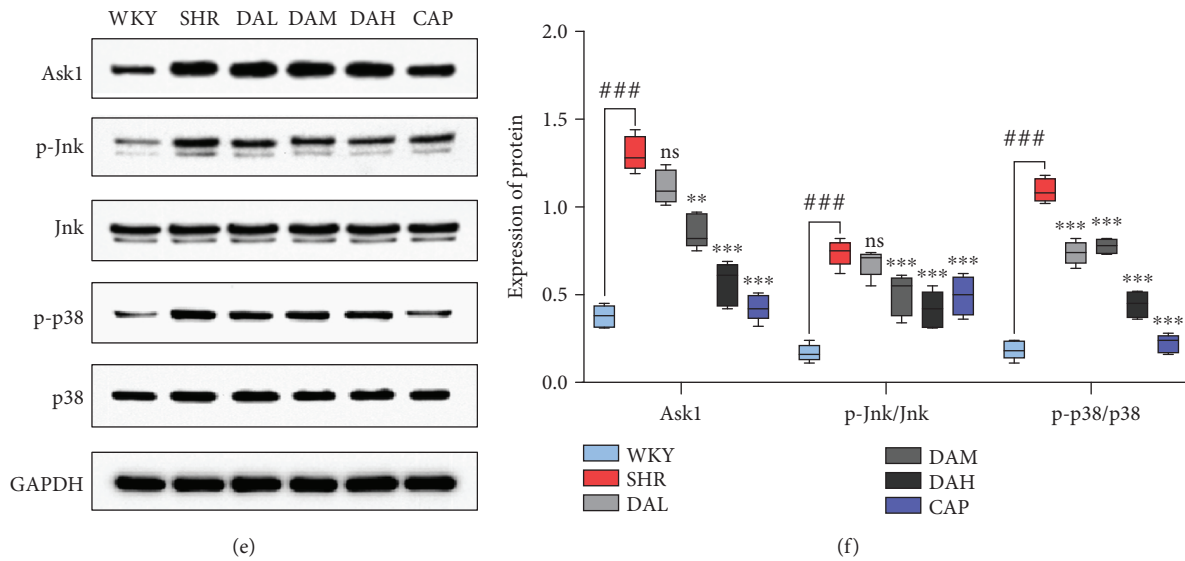 WKY SHR DAL DAM DAH CAP
Ask1
p-Jnk
Jnk
p-p38
p38
GAPDH
(e)
Expression of protein
2.0
1.5
1.0
0.5
0.0
###
ns
**
***
***
###
ns
***
***
***
###
***
***
***
***
Ask1 p-Jnk/Jnk p-p38/p38
WKY
SHR
DAL
DAM
DAH
CAP
(f)